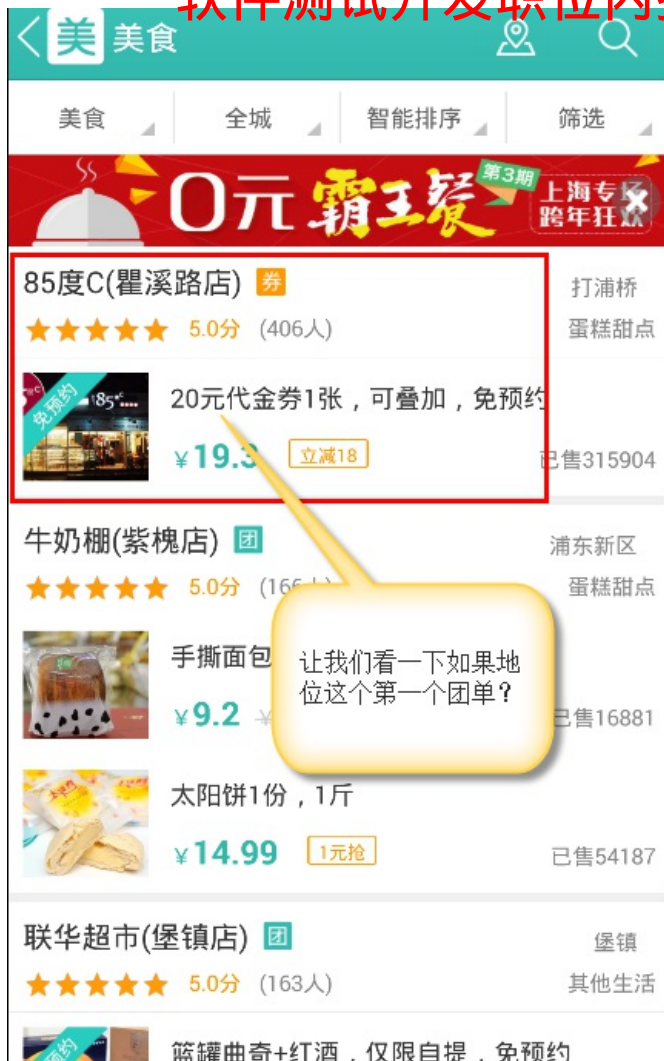 软件测试开发职位内
美 美食
美食 全城 智能排序 筛选
0元 霸王餐 第3期 上海专场
跨年狂欢
85度C(瞿溪路店) 券 打浦桥
5.0分 (406人) 蛋糕甜点
免预约
85°C
20元代金券1张，可叠加，免预约
¥19.3 立减18 已售315904
牛奶棚(紫槐店) 团 浦东新区
5.0分 (166 蛋糕甜点
手撕面包
¥9.2 ¥ 已售16881
让我们看一下如果地
位这个第一个团单？
太阳饼1份，1斤
¥14.99 1元抢 已售54187
联华超市(堡镇店) 团 堡镇
5.0分 (163人) 其他生活
预约
篮罐曲奇+红酒，仅限自提，免预约